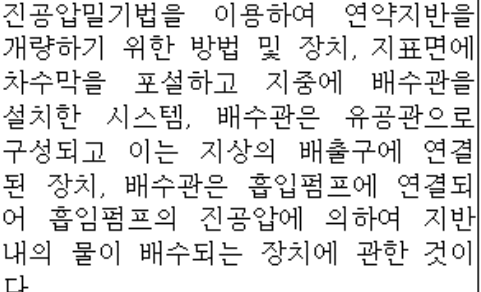 진공압밀기법을 이용하여 연약지반을
개량하기 위한 방법 및 장치, 지표면에
차수막을 포설하고 지중에 배수관을
설치한 시스템, 배수관은 유공관으로
구성되고 이는 지상의 배출구에 연결
된 장치, 배수관은 흡입펌프에 연결되
어 흡임펌프의 진공압에 의하여 지반
내의 물이 배수되는 장치에 관한 것이
다